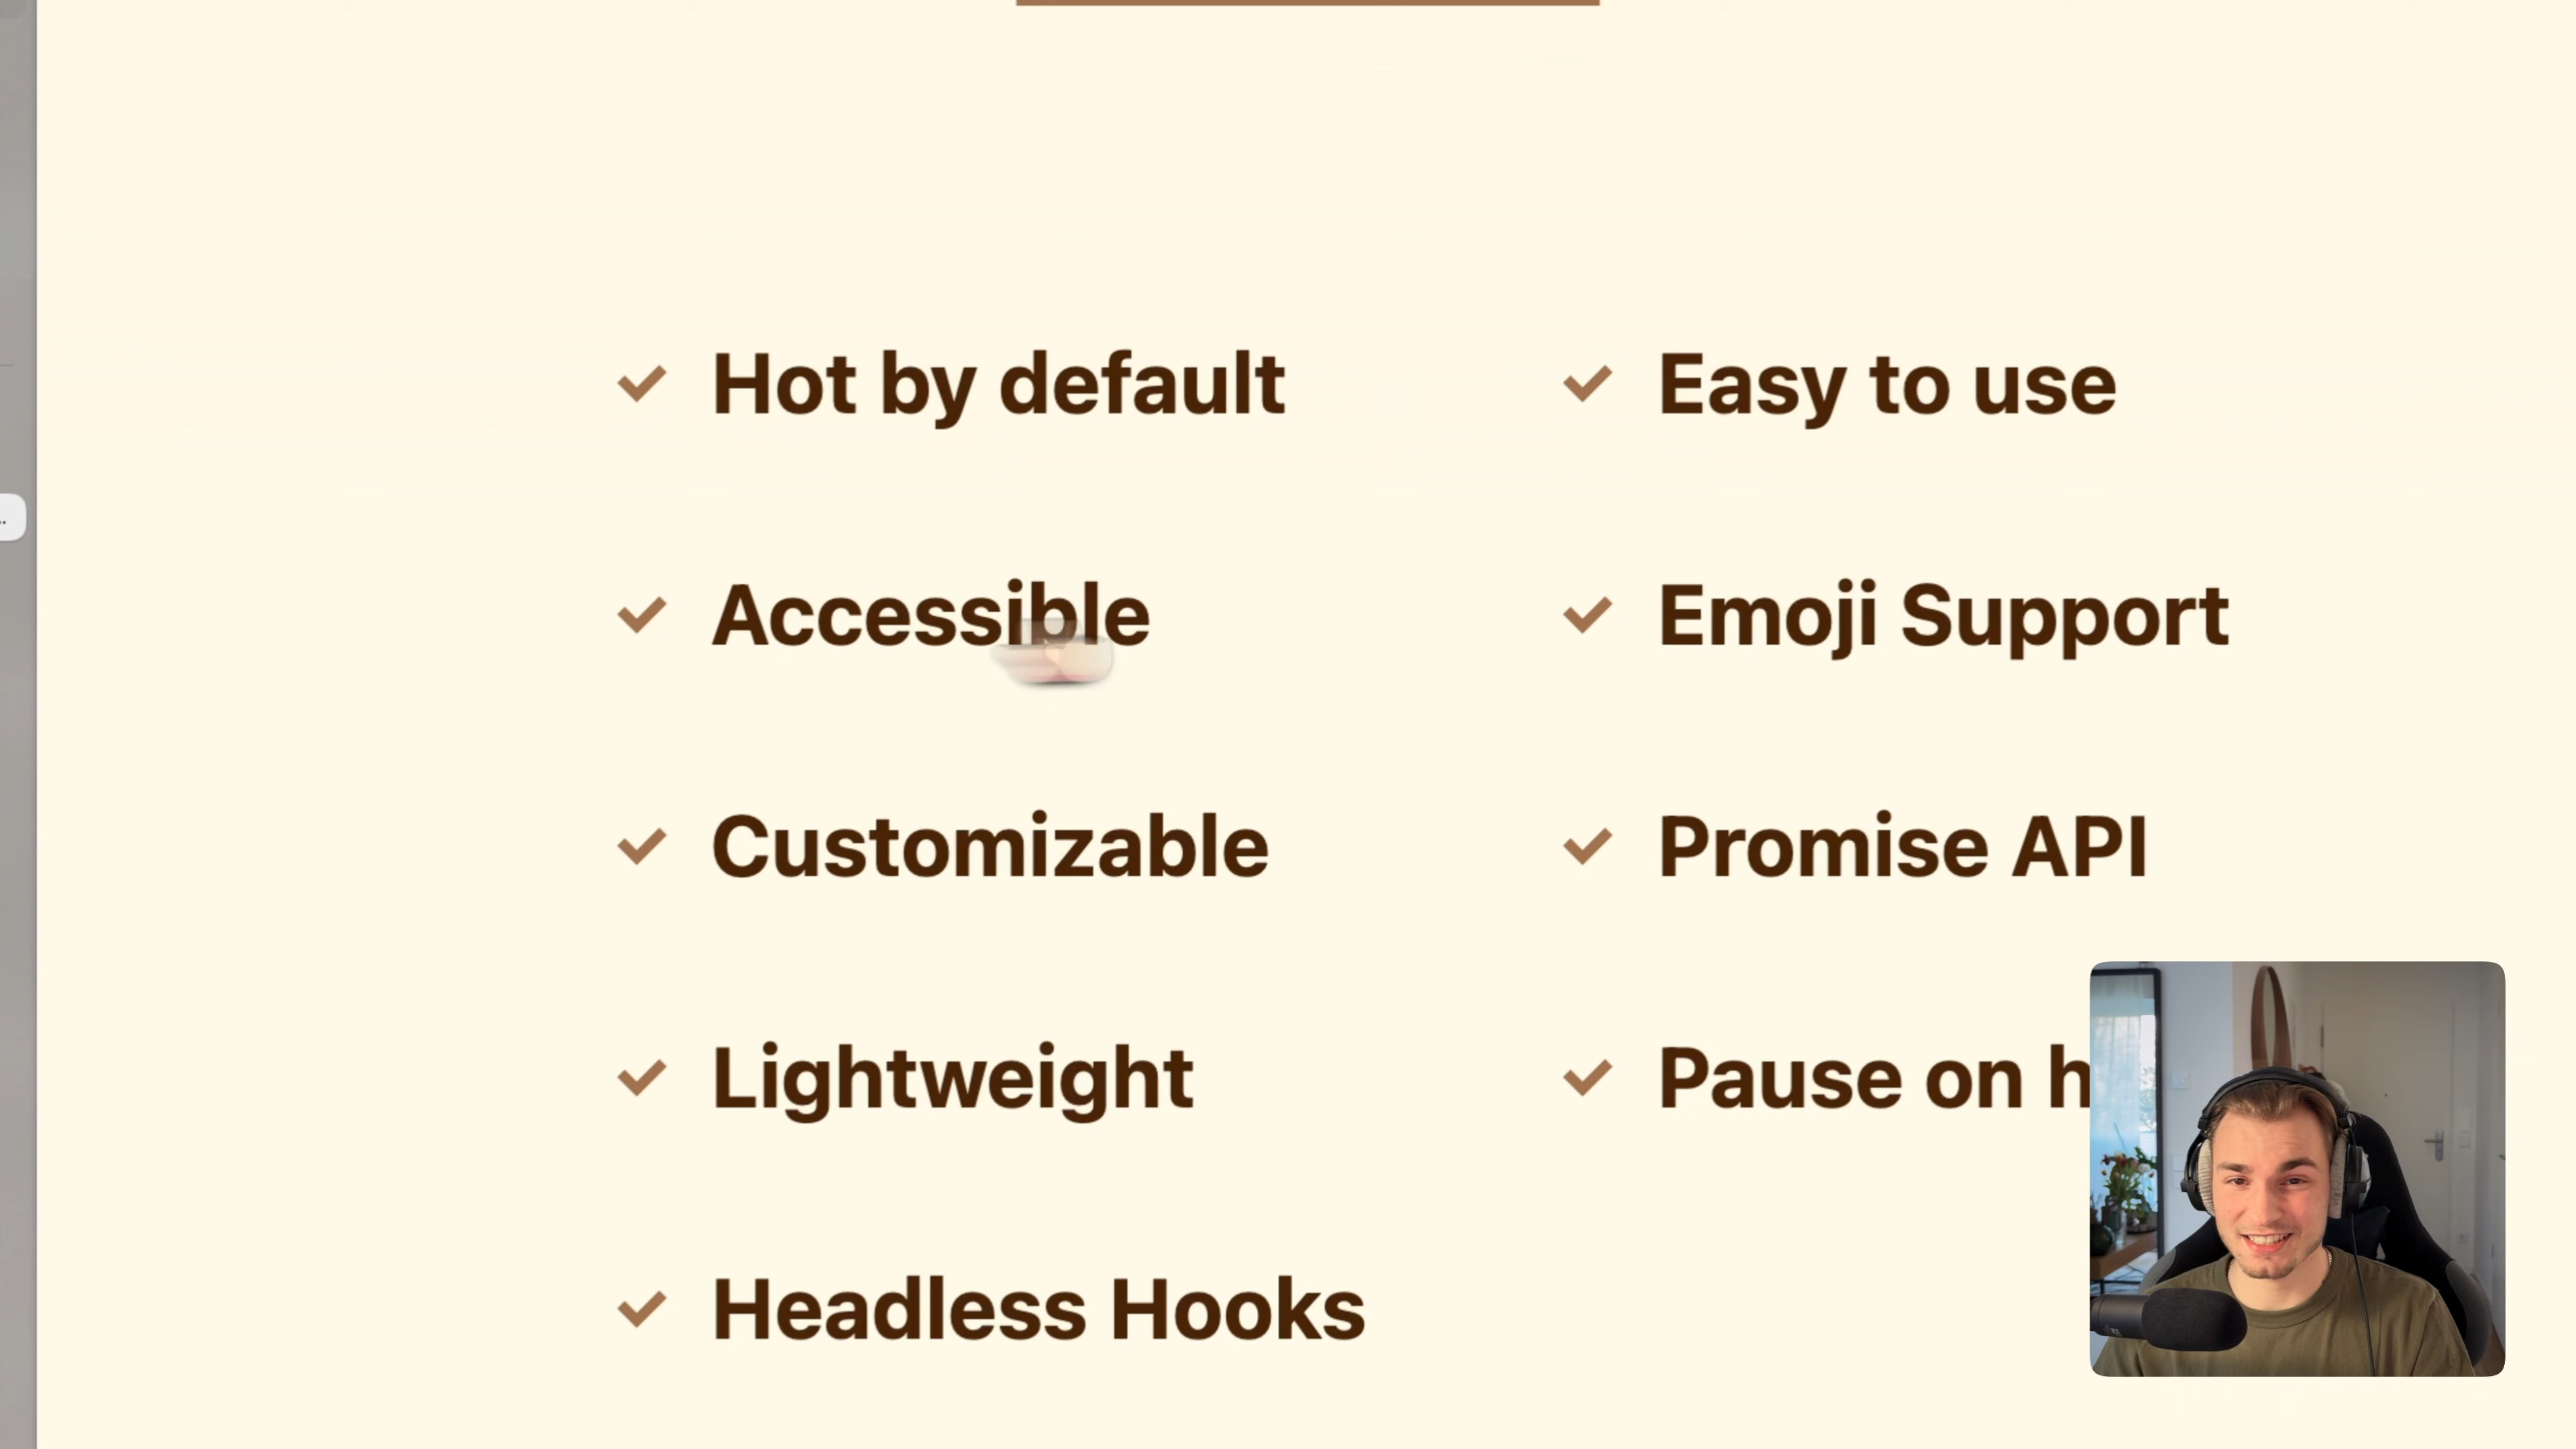 Hot by default
Easy to use
Accessible
Emoji Support
Customizable
Promise API
Lightweight
Pause on h
Headless Hooks